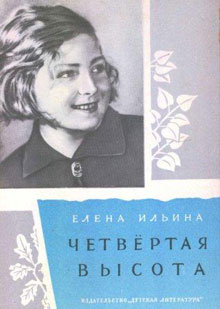 ЕЛЕНА ИЛЬИНА
ЧЕТВЁРТАЯ
ВЫСОТА
ИЗДАТЕЛЬСТВО „ДЕТСКАЯ ЛИТЕРАТУРА"